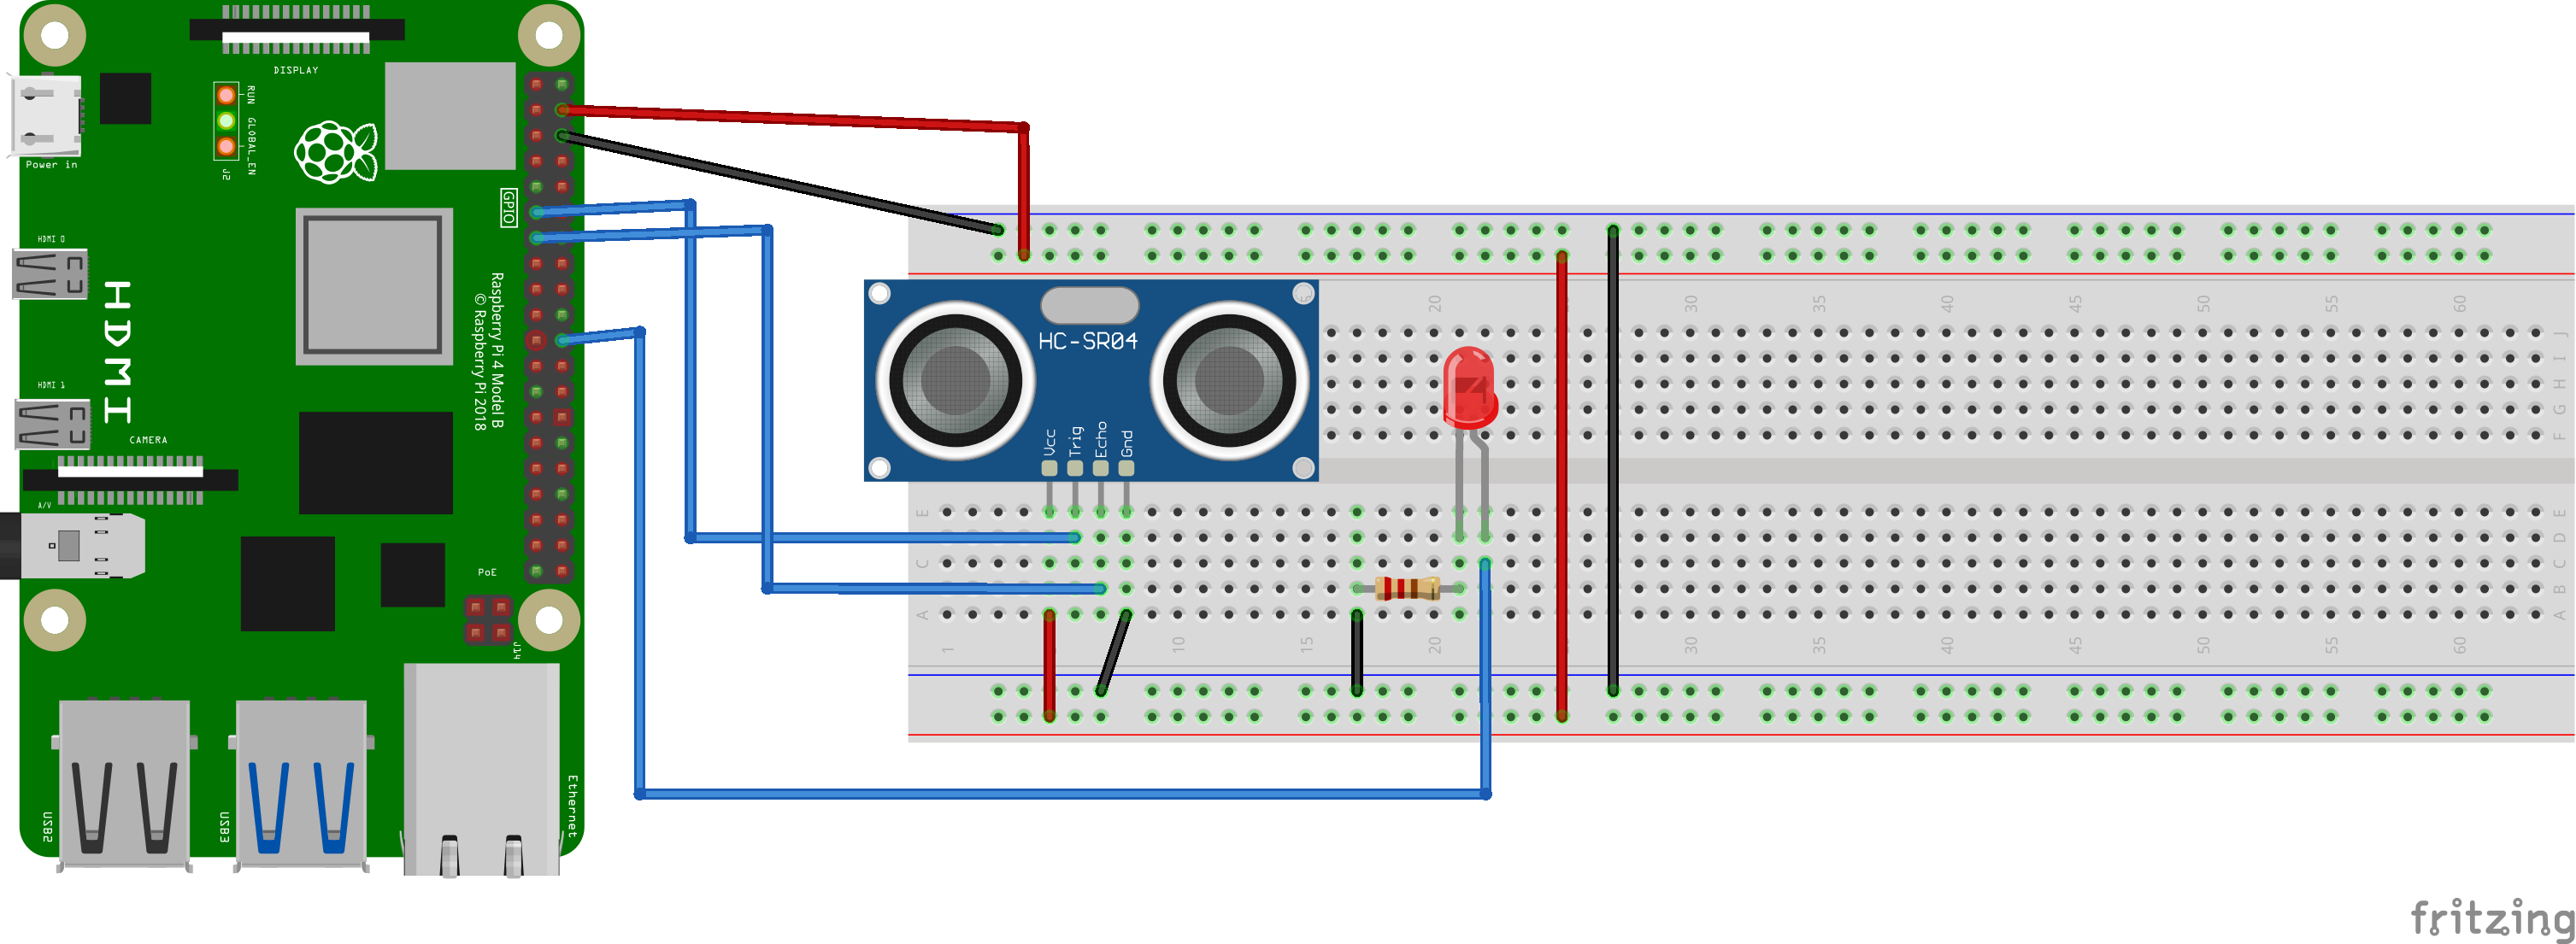 DISPLAY
RUN
GLOBAL_EN
J2
Power in
GPIO
HDMI 0
HDMI
HDMI 1
Raspberry Pi 4 Model B
© Raspberry Pi 2018
CAMERA
A/V
PoE
J14
USB2
USB3
Ethernet
HC-SR04
Vcc
Trig
Echo
Gnd
20
30
35
40
45
50
55
60
J
I
H
G
F
E
D
C
B
A
E
C
A
1
10
15
20
30
35
40
45
50
55
60
fritzing